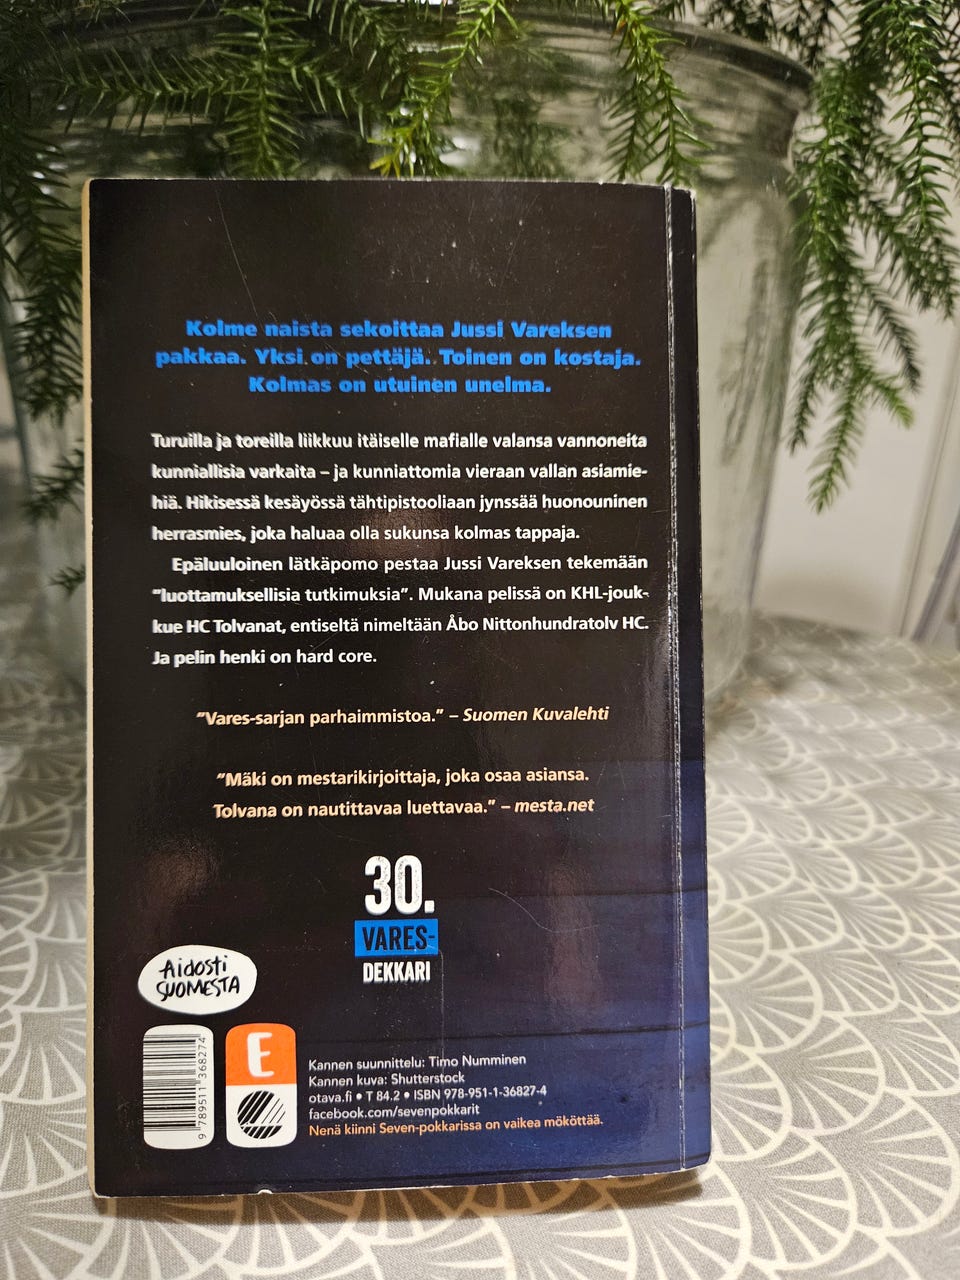 Kolme naista sekoittaa Jussi Vareksen
pakkaa. Yksi on pettäjä. Toinen on kostaja.
Kolmas on utuinen unelma.
Turuilla ja toreilla liikkuu itäiselle mafialle valansa vannoneita
kunniallisia varkaita – ja kunniattomia vieraan vallan asiamie-
hiä. Hikisessä kesäyössä tähtipistooliaan jynssää huonouninen
herrasmies, joka haluaa olla sukunsa kolmas tappaja.
Epäluuloinen lätkäpomo pestaa Jussi Vareksen tekemään
"luottamuksellisia tutkimuksia". Mukana pelissä on KHL-jouk-
kue HC Tolvanat, entiseltä nimeltään Åbo Nittonhundratolv HC.
Ja pelin henki on hard core.
"Vares-sarjan parhaimmistoa." – Suomen Kuvalehti
"Mäki on mestarikirjoittaja, joka osaa asiansa.
Tolvana on nautittavaa luettavaa." – mesta.net
30.
VARES-
DEKKARI
Aidosti
SUOMESTA
9 789511 368274
E
Kannen suunnittelu: Timo Numminen
Kannen kuva: Shutterstock
otava.fi • T 84.2 • ISBN 978-951-1-36827-4
facebook.com/sevenpokkarit
Nenä kiinni Seven-pokkarissa on vaikea mököttää.